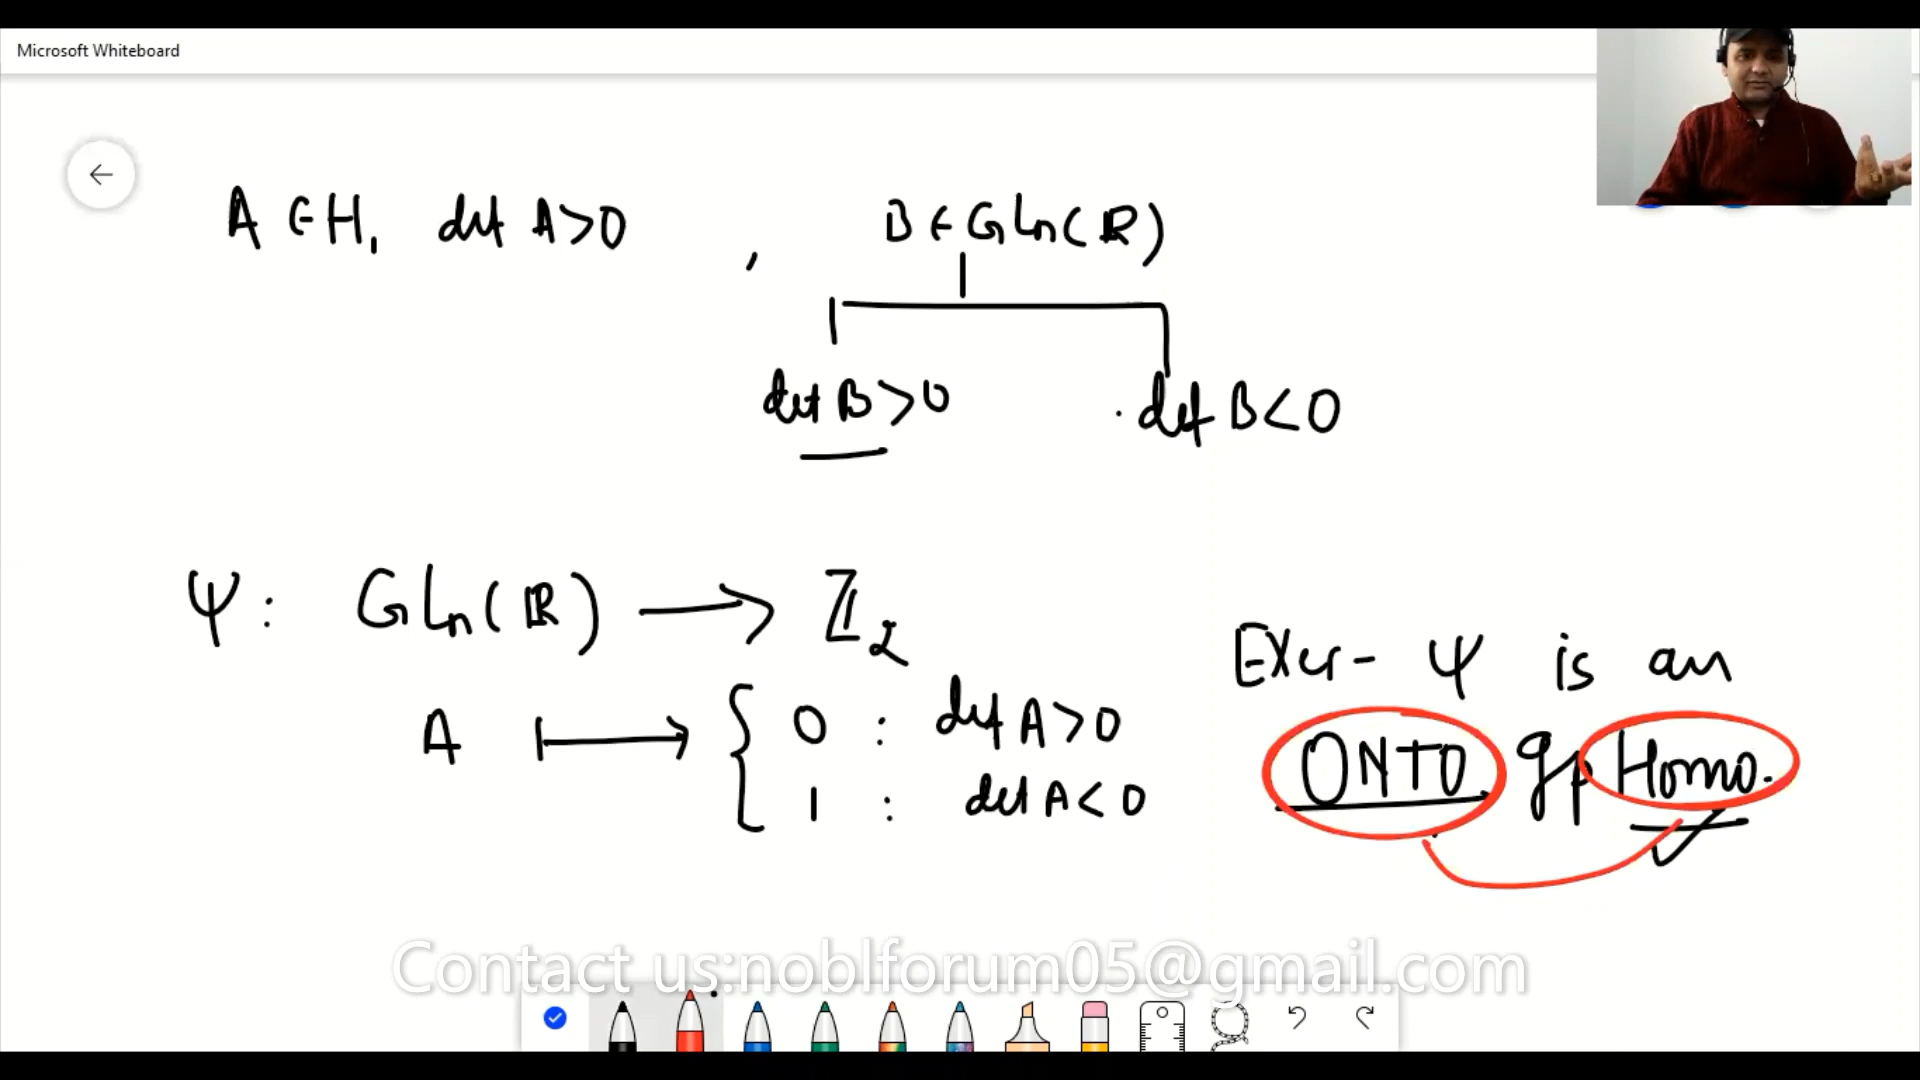 Microsoft Whiteboard
A ∈ H, det A>0 , B ∈ GLn(ℝ)
det B>0 det B<0
Ψ : GLn(ℝ) → ℤ₂
A ↦ { 0 : det A>0
1 : det A<0
Exer- Ψ is an
ONTO gp Homo.
Contact us:noblforum05@gmail.com